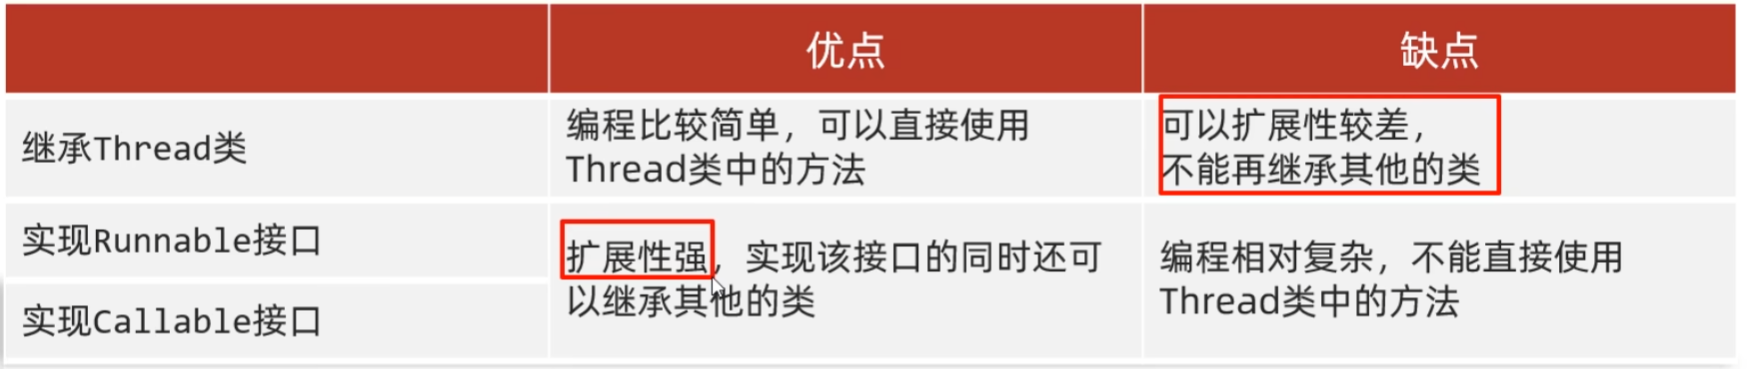 优点
缺点
继承Thread类
编程比较简单，可以直接使用
Thread类中的方法
可以扩展性较差，
不能再继承其他的类
实现Runnable接口
实现Callable接口
扩展性强，实现该接口的同时还可
以继承其他的类
编程相对复杂，不能直接使用
Thread类中的方法